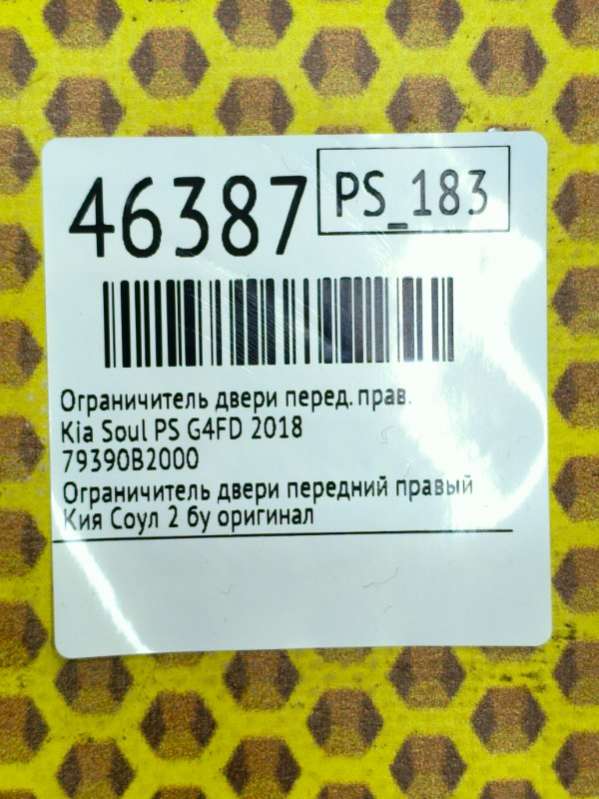 46387
PS_183
Ограничитель двери перед. прав.
Kia Soul PS G4FD 2018
79390B2000
Ограничитель двери передний правый
Кия Соул 2 бу оригинал